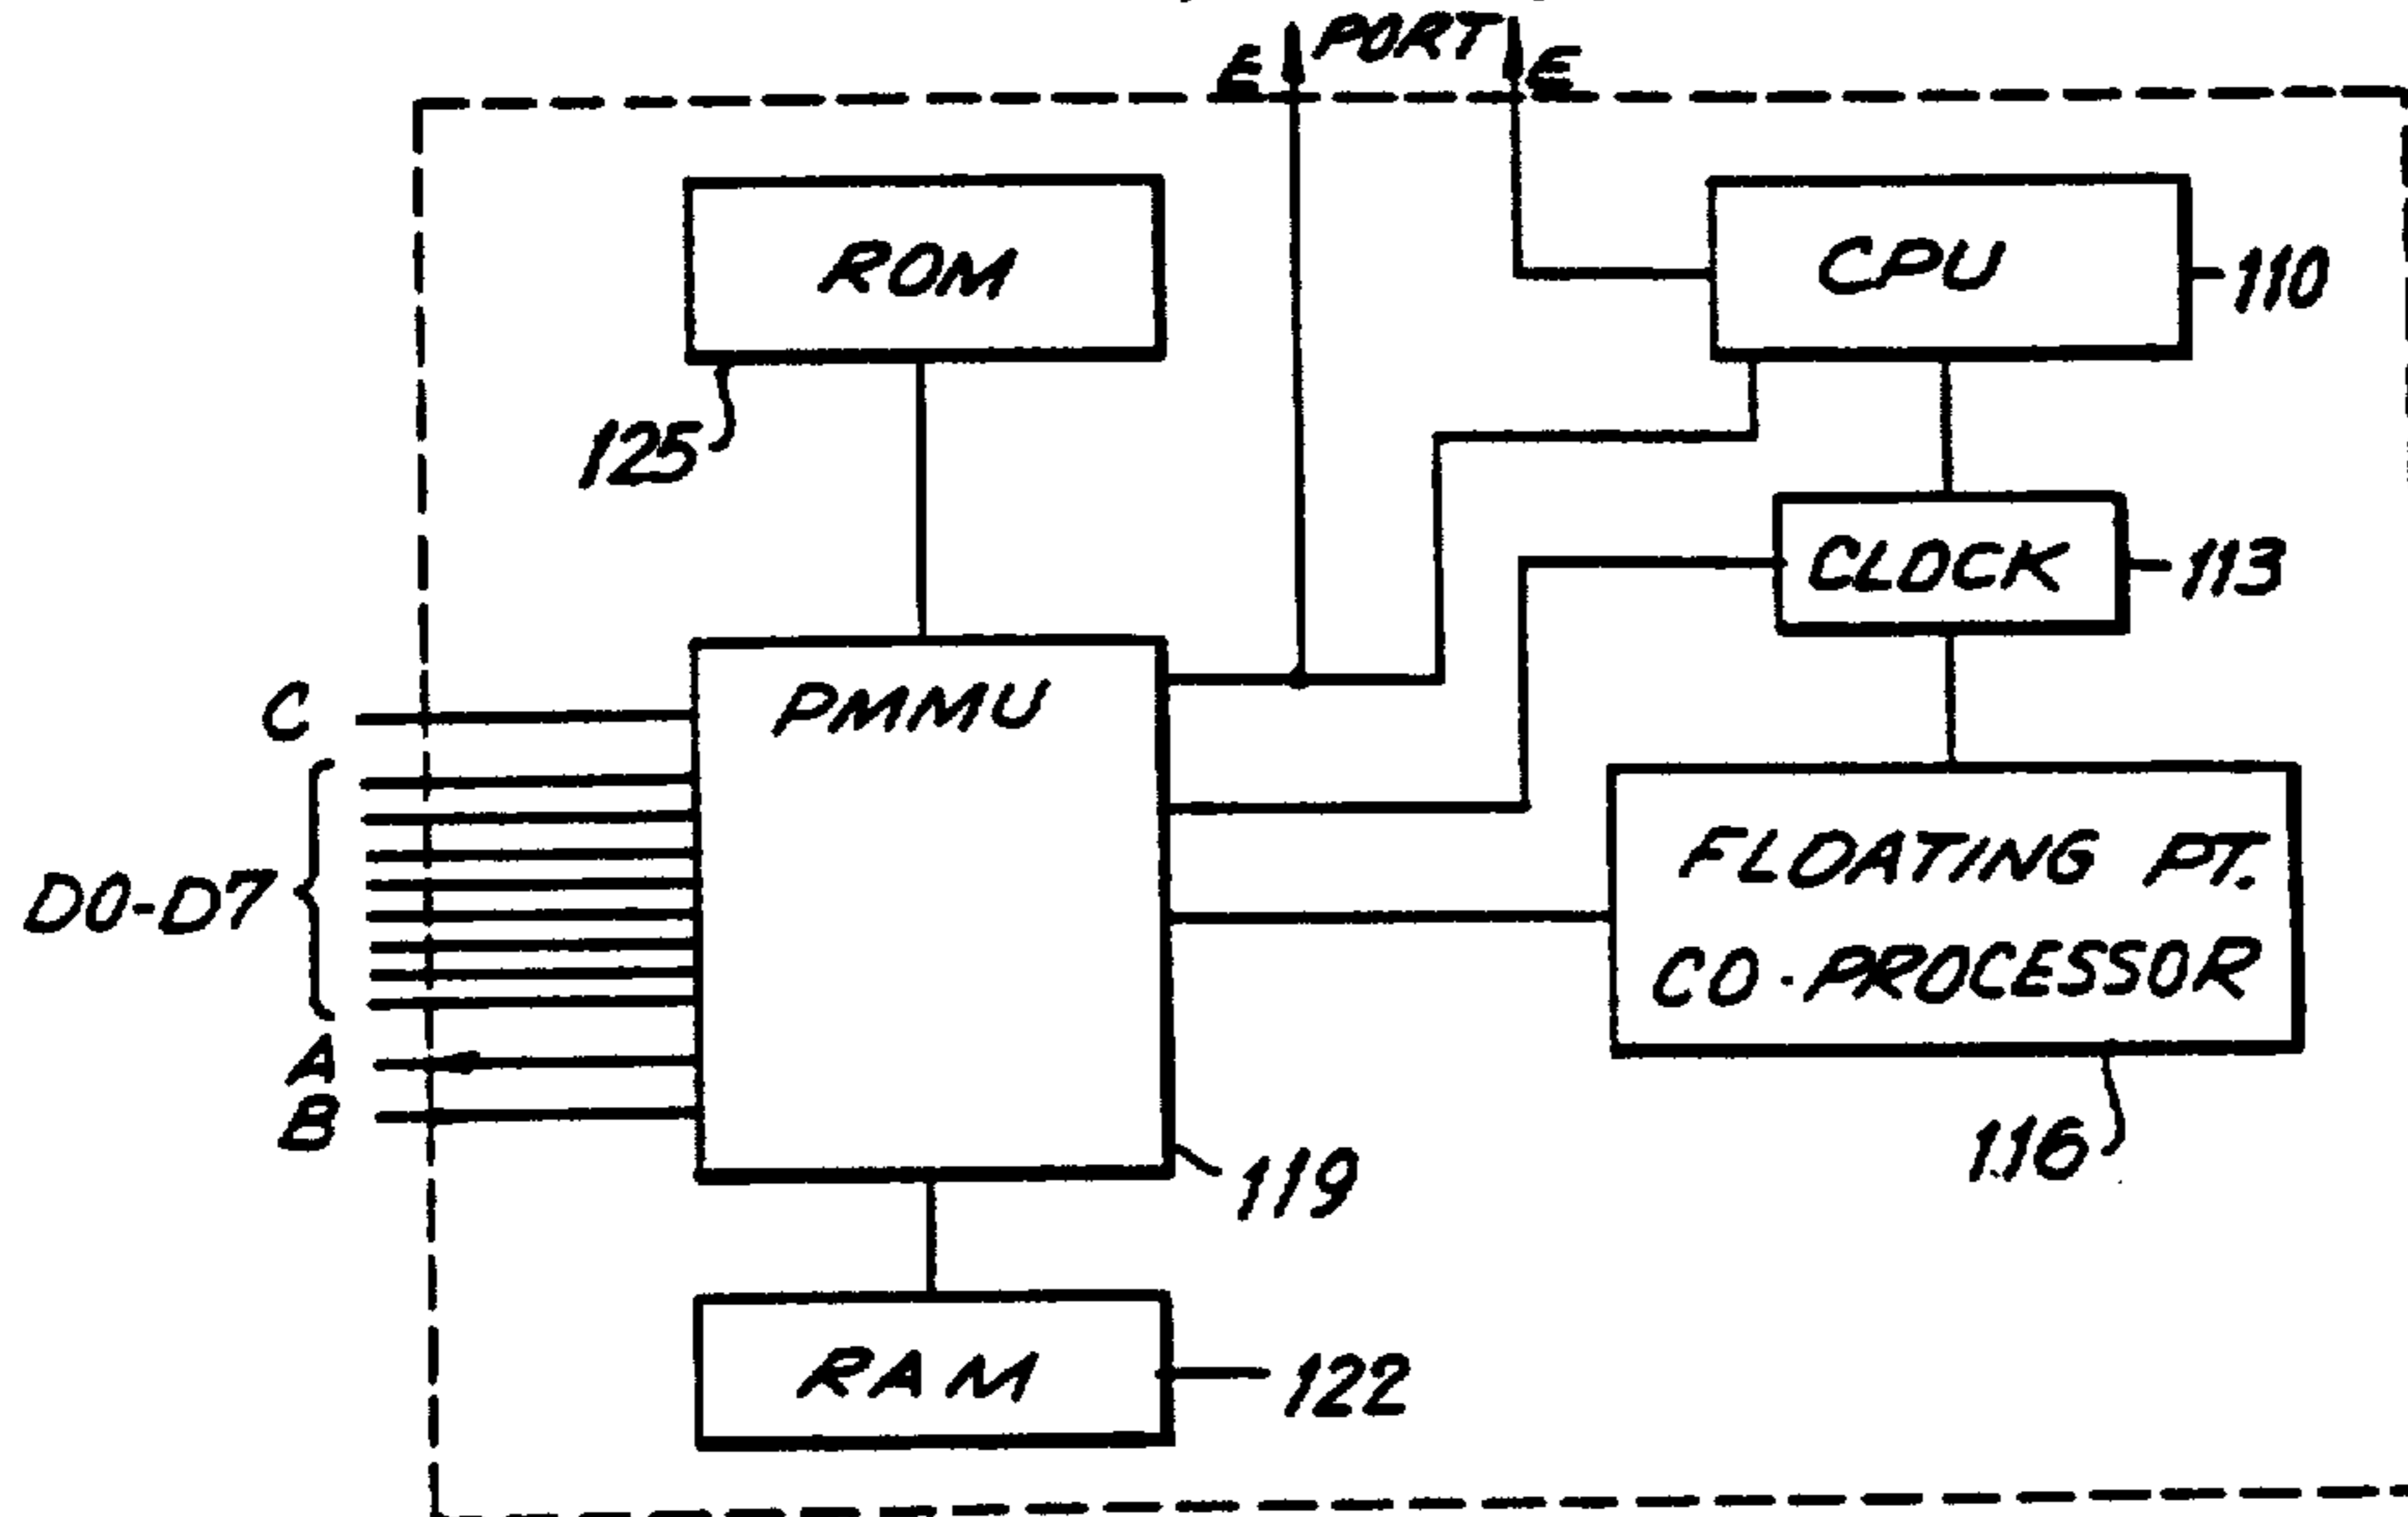 E PORT E
ROM
CPU
110
125
CLOCK
113
PMMU
C
FLOATING PT.
CO-PROCESSOR
D0-D7
A
B
119
116
RAM
122